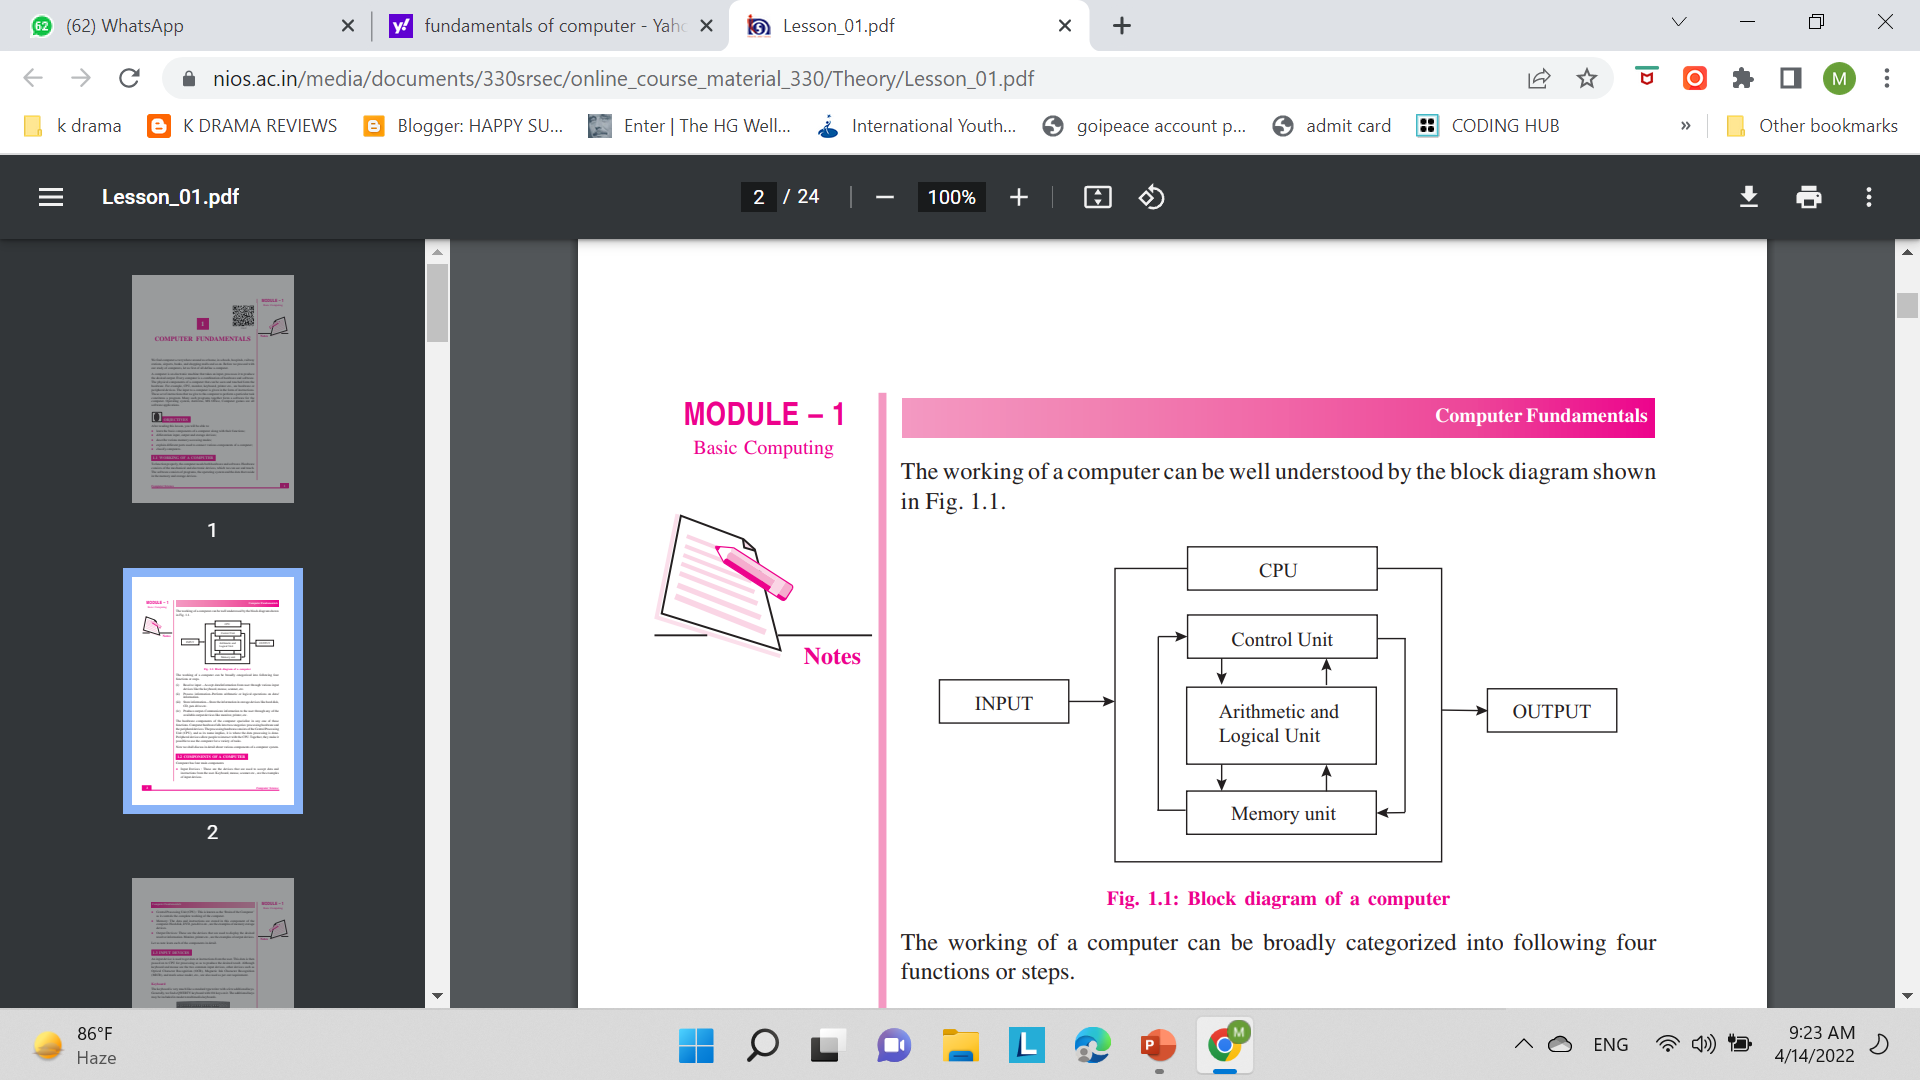 (62) WhatsApp
fundamentals of computer - Yaho
Lesson_01.pdf
nios.ac.in/media/documents/330srsec/online_course_material_330/Theory/Lesson_01.pdf
M
k drama
K DRAMA REVIEWS
Blogger: HAPPY SU...
Enter | The HG Well...
International Youth...
goipeace account p...
admit card
CODING HUB
»
Other bookmarks
Lesson_01.pdf
2 / 24
100%
MODULE – 1
COMPUTER FUNDAMENTALS
1
2
MODULE – 1
Basic Computing
Notes
Computer Fundamentals
The working of a computer can be well understood by the block diagram shown
in Fig. 1.1.
CPU
Control Unit
INPUT
Arithmetic and
Logical Unit
OUTPUT
Memory unit
Fig. 1.1: Block diagram of a computer
The working of a computer can be broadly categorized into following four
functions or steps.
86°F
Haze
ENG
9:23 AM
4/14/2022